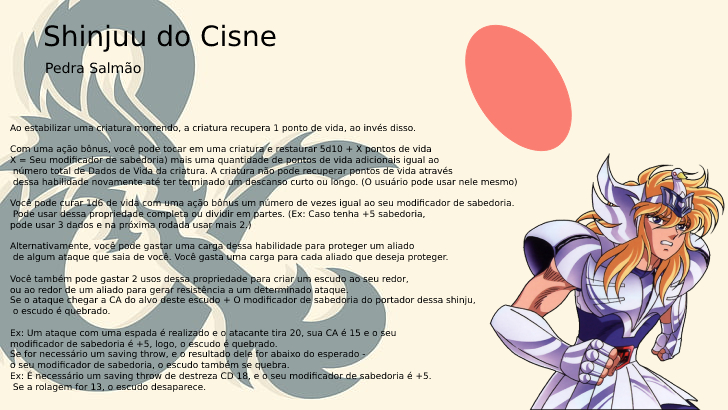 Shinjuu do Cisne
Pedra Salmão
Ao estabilizar uma criatura morrendo, a criatura recupera 1 ponto de vida, ao invés disso.
Com uma ação bônus, você pode tocar em uma criatura e restaurar 5d10 + X pontos de vida
X = Seu modificador de sabedoria) mais uma quantidade de pontos de vida adicionais igual ao
número total de Dados de Vida da criatura. A criatura não pode recuperar pontos de vida através
dessa habilidade novamente até ter terminado um descanso curto ou longo. (O usuário pode usar nele mesmo)
Você pode curar 1d6 de vida com uma ação bônus um número de vezes igual ao seu modificador de sabedoria.
Pode usar dessa propriedade completa ou dividir em partes. (Ex: Caso tenha +5 sabedoria,
pode usar 3 dados e na próxima rodada usar mais 2.)
Alternativamente, você pode gastar uma carga dessa habilidade para proteger um aliado
de algum ataque que saia de você. Você gasta uma carga para cada aliado que deseja proteger.
Você também pode gastar 2 usos dessa propriedade para criar um escudo ao seu redor,
ou ao redor de um aliado para gerar resistência a um determinado ataque.
Se o ataque chegar a CA do alvo deste escudo + O modificador de sabedoria do portador dessa shinju,
o escudo é quebrado.
Ex: Um ataque com uma espada é realizado e o atacante tira 20, sua CA é 15 e o seu
modificador de sabedoria é +5, logo, o escudo é quebrado.
Se for necessário um saving throw, e o resultado dele for abaixo do esperado -
o seu modificador de sabedoria, o escudo também se quebra.
Ex: É necessário um saving throw de destreza CD 18, e o seu modificador de sabedoria é +5.
Se a rolagem for 13, o escudo desaparece.